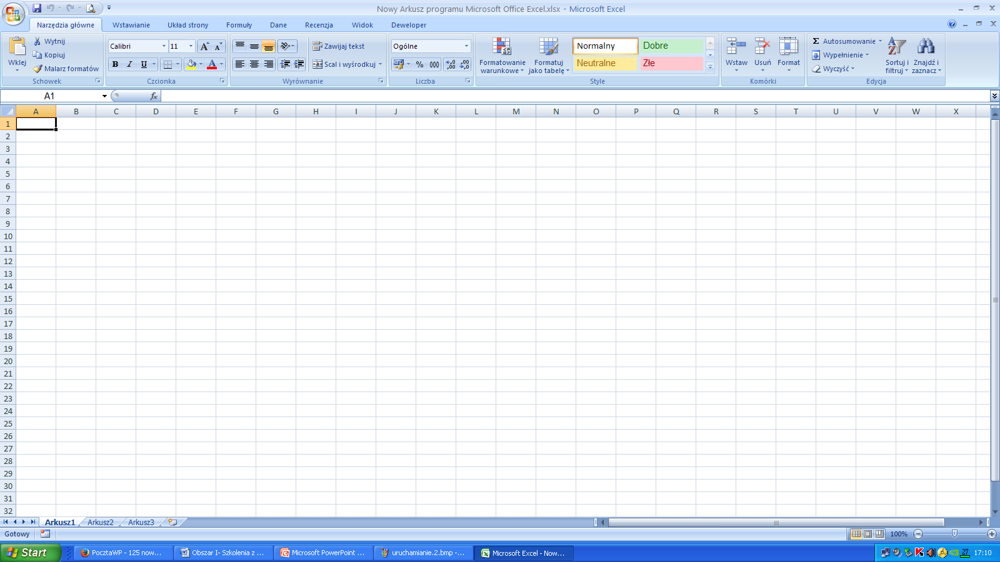 Nowy Arkusz programu Microsoft Office Excel.xlsx - Microsoft Excel
Narzędzia główne Wstawianie Układ strony Formuły Dane Recenzja Widok Deweloper
Wklej
Wytnij
Kopiuj
Malarz formatów
Schowek
Calibri 11
B I U A
Czcionka
Zawijaj tekst
Scal i wyśrodkuj
Wyrównanie
Ogólne
% 000
Liczba
Formatowanie warunkowe
Formatuj jako tabelę
Normalny Dobre
Neutralne Złe
Style
Wstaw Usuń Format
Komórki
Σ Autosumowanie
Wypełnienie
Wyczyść
Sortuj i filtruj
Znajdź i zaznacz
Edycja
A1 fx
A B C D E F G H I J K L M N O P Q R S T U V W X
1
2
3
4
5
6
7
8
9
10
11
12
13
14
15
16
17
18
19
20
21
22
23
24
25
26
27
28
29
30
31
32
Arkusz1 Arkusz2 Arkusz3
Gotowy 100%
Start PocztaWP - 125 now... Obszar I- Szkolenia z ... Microsoft PowerPoint ... uruchamianie.2.bmp -... Microsoft Excel - Now... 27 17:10